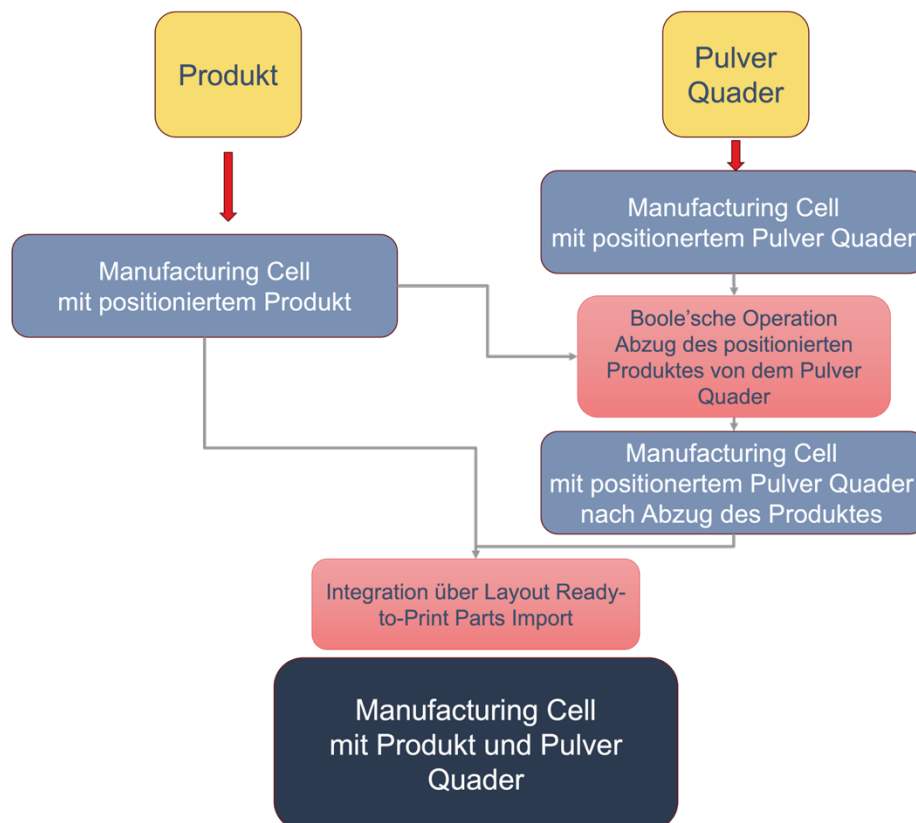 Produkt
Pulver
Quader
Manufacturing Cell
mit positionertem Pulver Quader
Manufacturing Cell
mit positioniertem Produkt
Boole'sche Operation
Abzug des positionierten
Produktes von dem Pulver
Quader
Manufacturing Cell
mit positionertem Pulver Quader
nach Abzug des Produktes
Integration über Layout Ready-
to-Print Parts Import
Manufacturing Cell
mit Produkt und Pulver
Quader